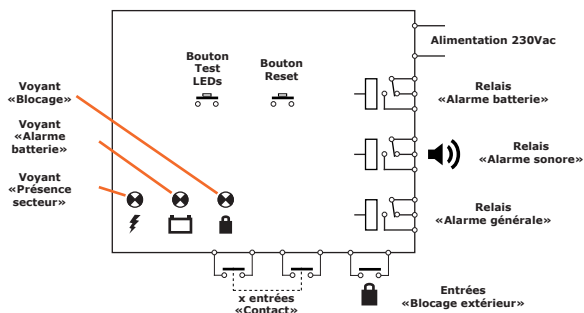 Alimentation 230Vac
Bouton
Test
LEDs
Bouton
Reset
Voyant
«Blocage»
Voyant
«Alarme
batterie»
Voyant
«Présence
secteur»
Relais
«Alarme batterie»
Relais
«Alarme sonore»
Relais
«Alarme générale»
x entrées
«Contact»
Entrées
«Blocage extérieur»